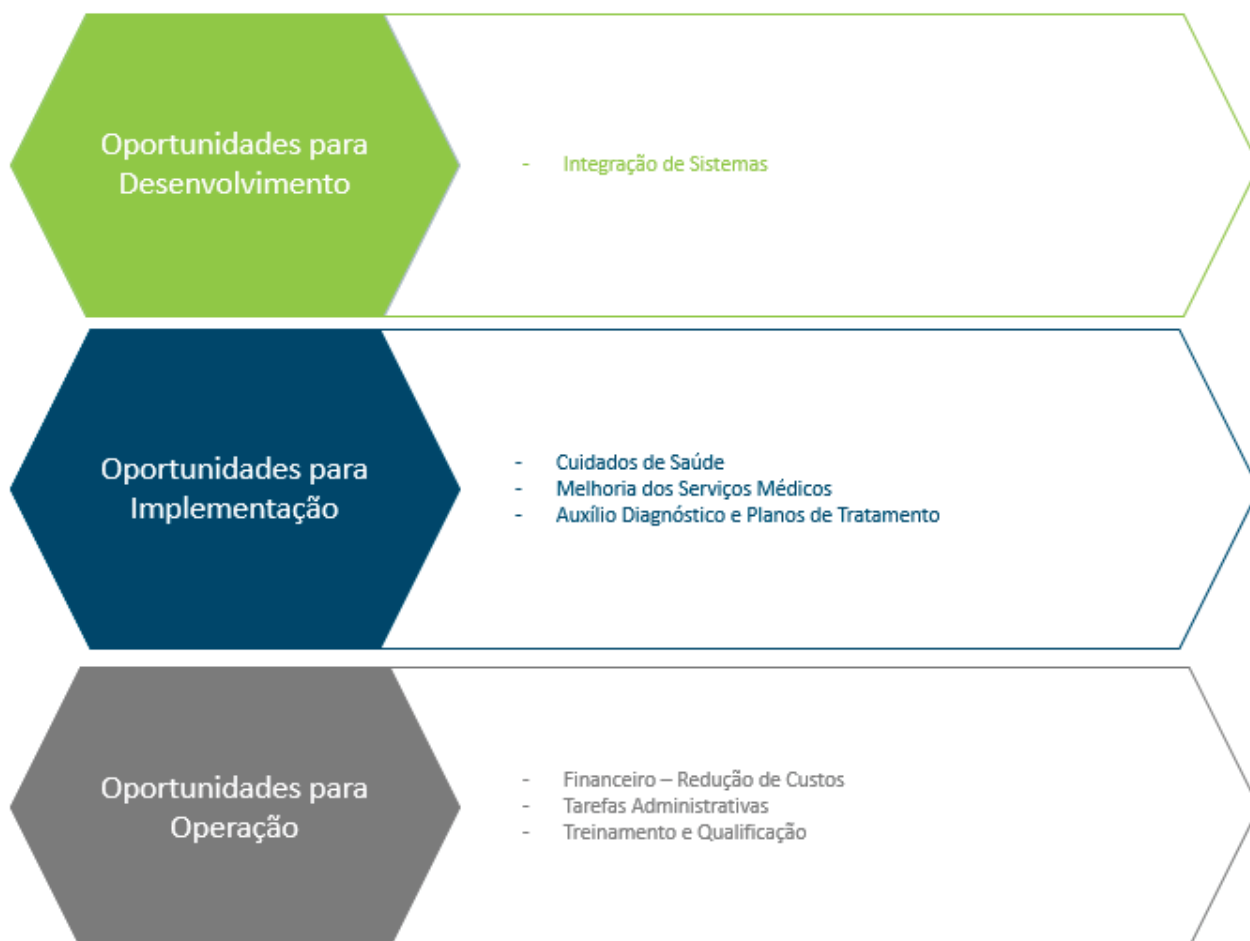 Oportunidades para
Desenvolvimento
- Integração de Sistemas
Oportunidades para
Implementação
- Cuidados de Saúde
- Melhoria dos Serviços Médicos
- Auxílio Diagnóstico e Planos de Tratamento
Oportunidades para
Operação
- Financeiro – Redução de Custos
- Tarefas Administrativas
- Treinamento e Qualificação